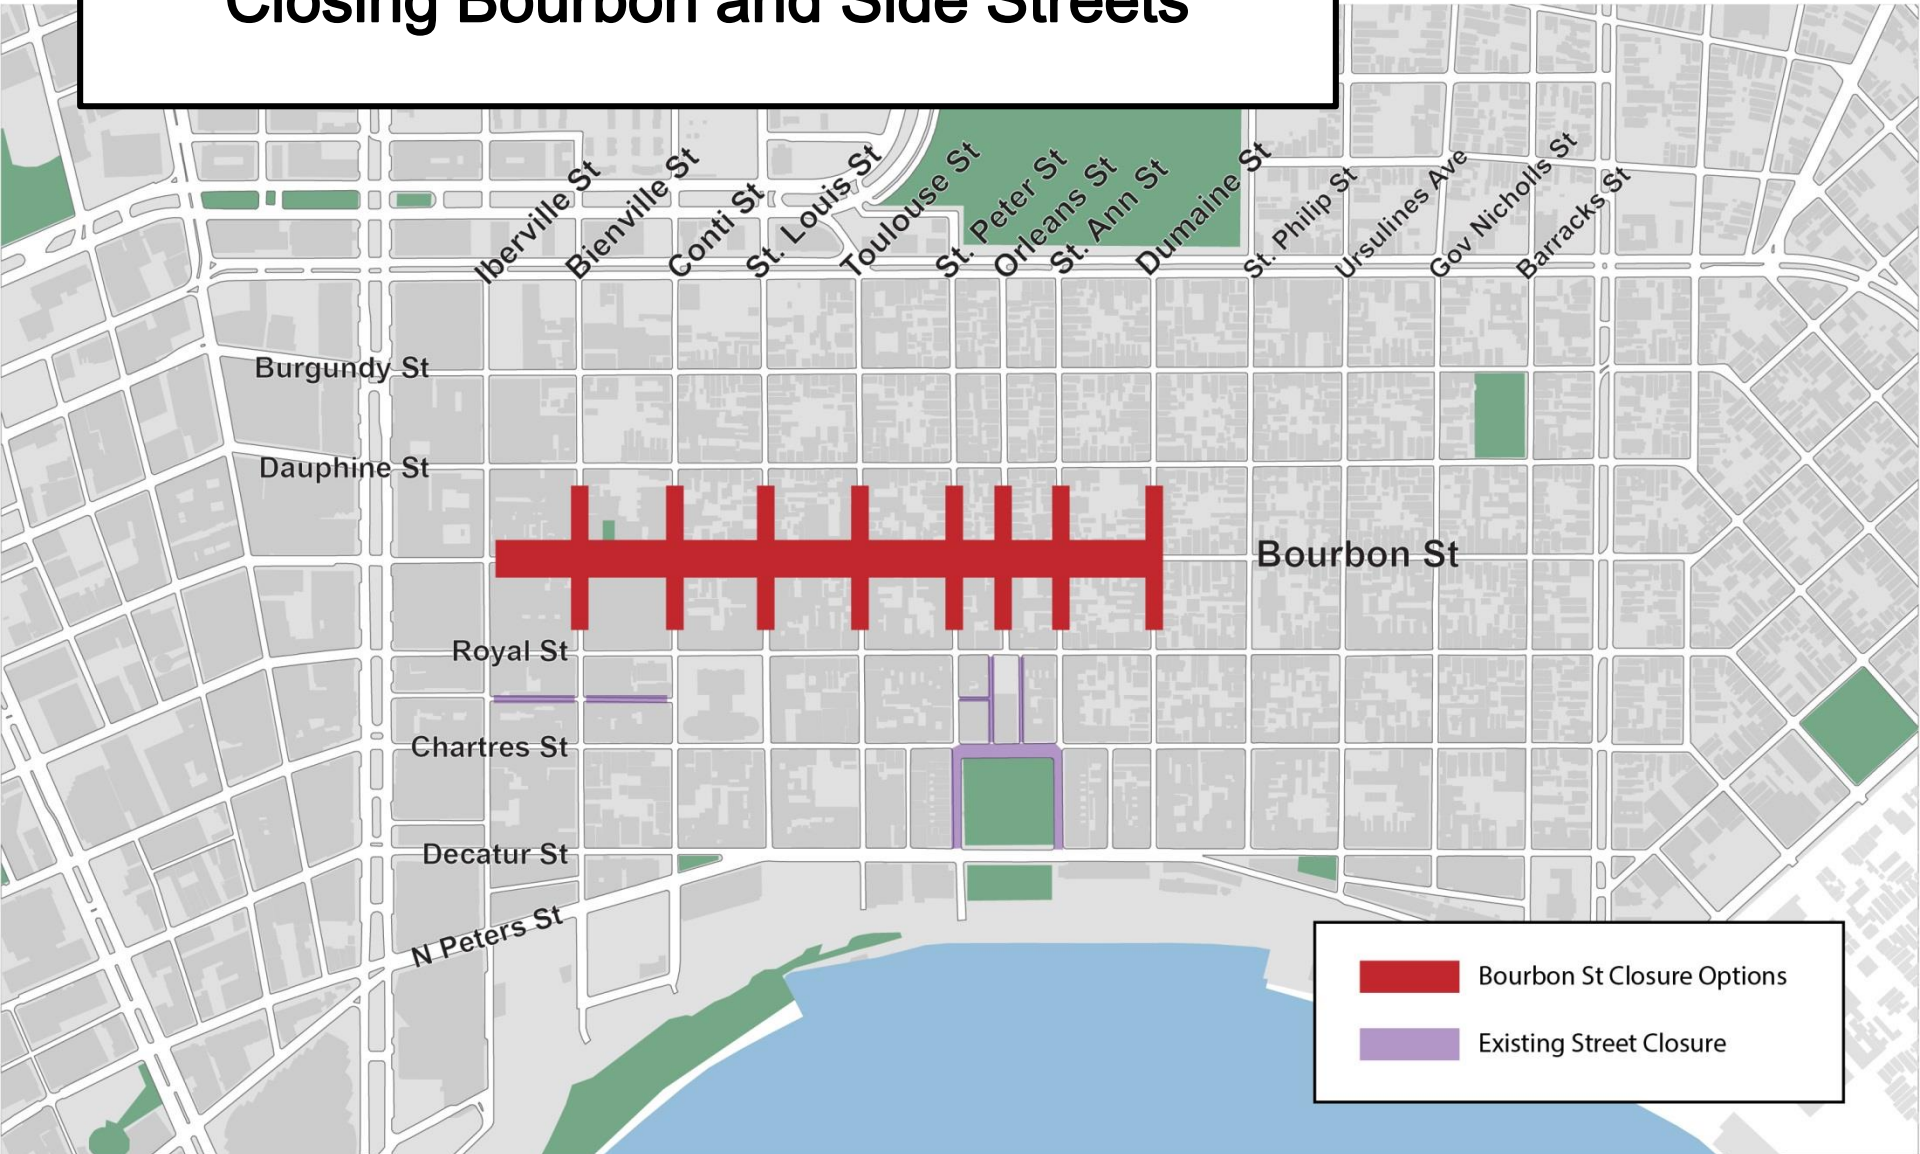 Closing Bourbon and Side Streets
Iberville St
Bienville St
Conti St
St. Louis St
Toulouse St
St. Peter St
Orleans St
St. Ann St
Dumaine St
St. Philip St
Ursulines Ave
Gov Nicholls St
Barracks St
Burgundy St
Dauphine St
Bourbon St
Royal St
Chartres St
Decatur St
N Peters St
Bourbon St Closure Options
Existing Street Closure